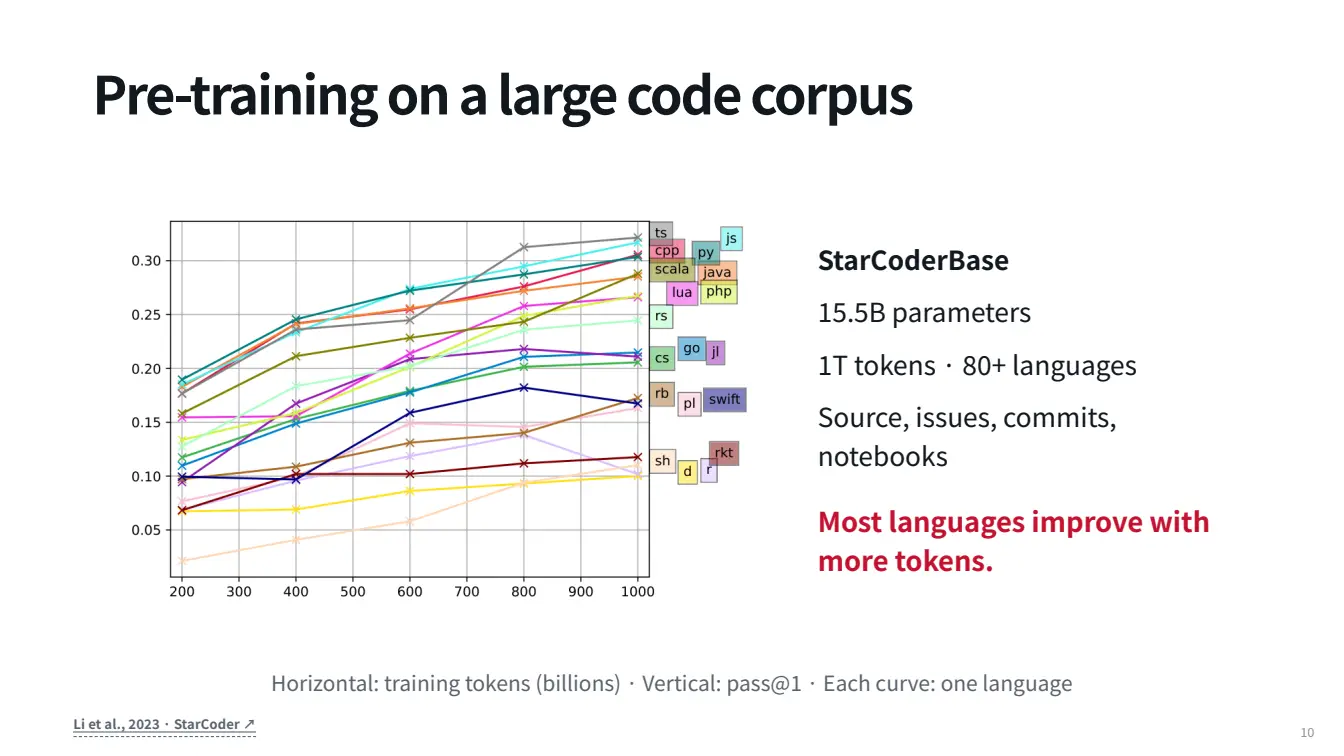 Pre-training on a large code corpus
0.30
0.25
0.20
0.15
0.10
0.05
200 300 400 500 600 700 800 900 1000
ts
js
cpp
py
scala
java
lua
php
rs
go
jl
cs
rb
pl
swift
rkt
sh
d
r
StarCoderBase
15.5B parameters
1T tokens · 80+ languages
Source, issues, commits,
notebooks
Most languages improve with
more tokens.
Horizontal: training tokens (billions) · Vertical: pass@1 · Each curve: one language
Li et al., 2023 · StarCoder ↗
10